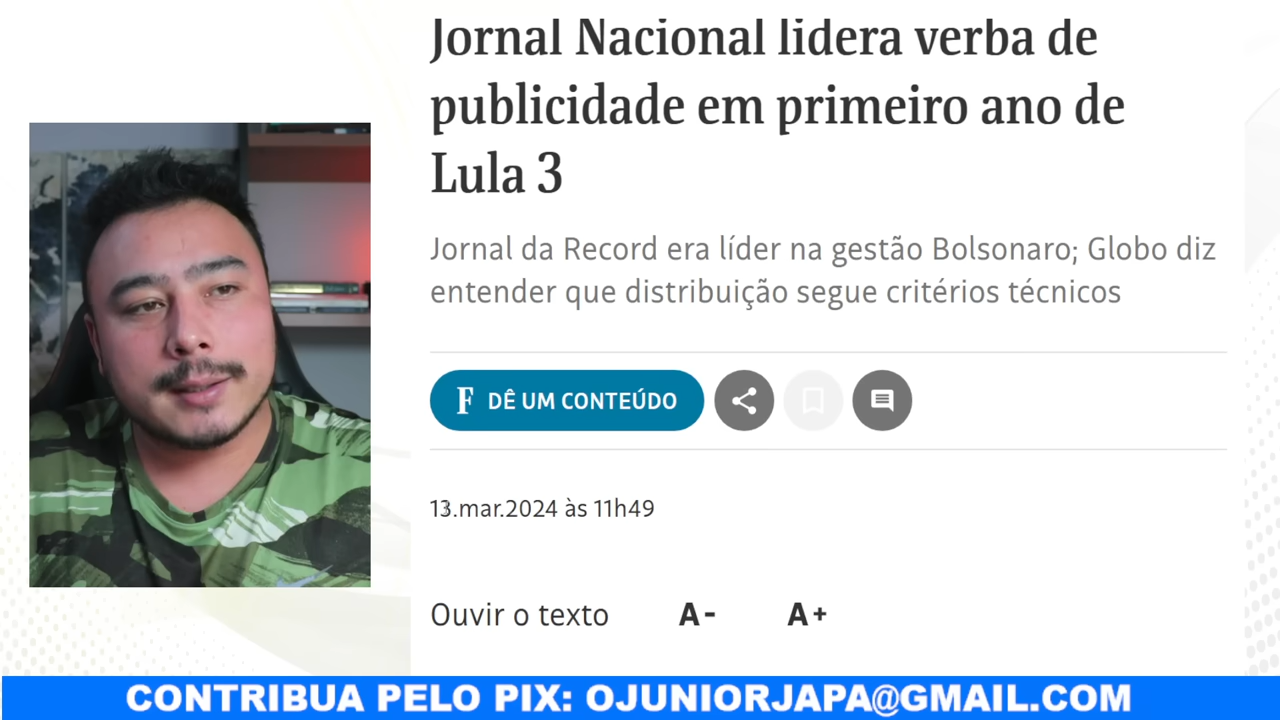 Jornal Nacional lidera verba de
publicidade em primeiro ano de
Lula 3
Jornal da Record era líder na gestão Bolsonaro; Globo diz
entender que distribuição segue critérios técnicos
F DÊ UM CONTEÚDO
13.mar.2024 às 11h49
Ouvir o texto A- A+
CONTRIBUA PELO PIX: OJUNIORJAPA@GMAIL.COM